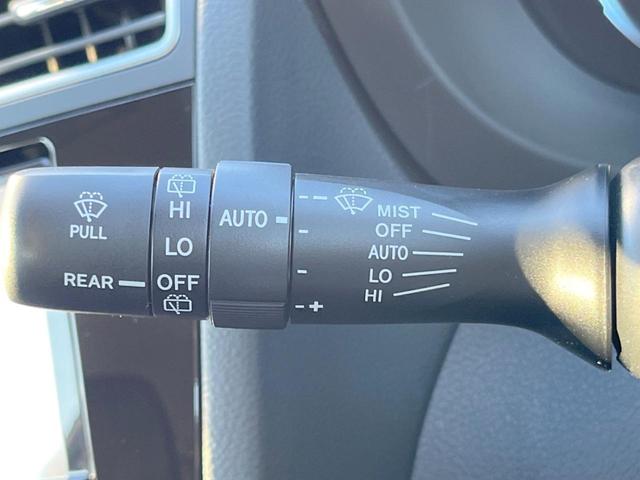 PULL
REAR
HI
LO
OFF
AUTO
- -
-
-
- +
MIST
OFF
AUTO
LO
HI